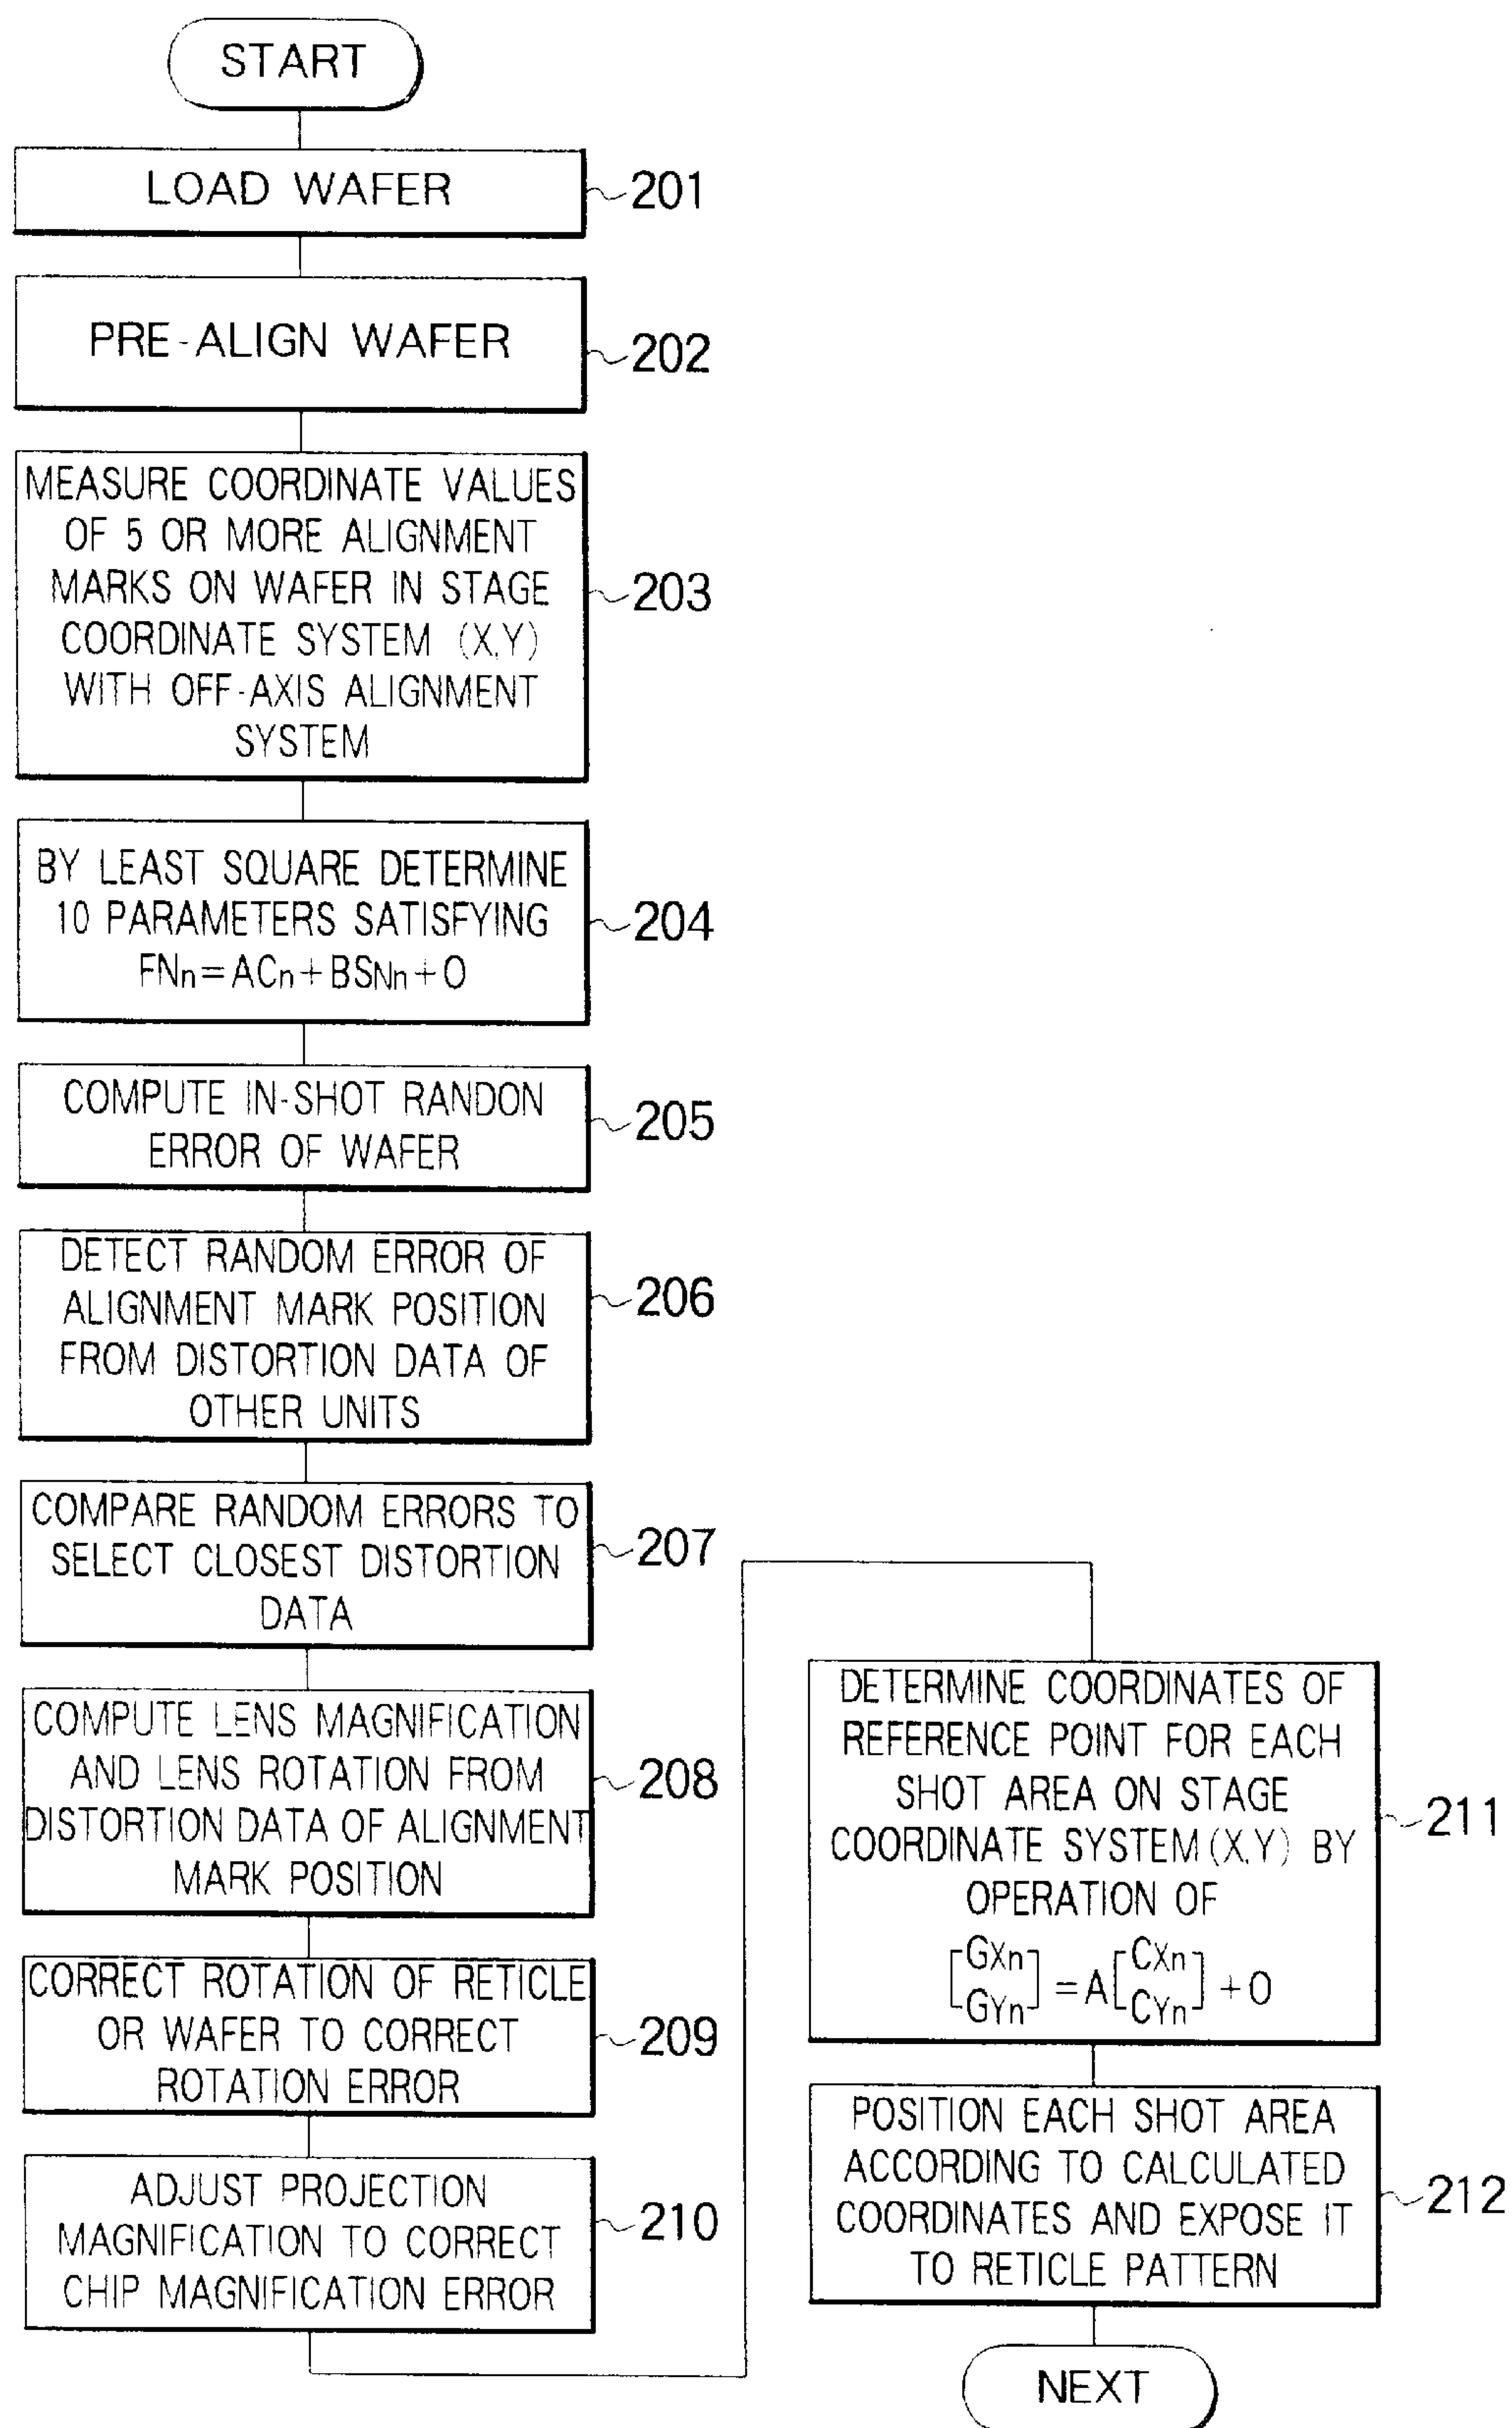 START
LOAD WAFER
201
PRE-ALIGN WAFER
202
MEASURE COORDINATE VALUES
OF 5 OR MORE ALIGNMENT
MARKS ON WAFER IN STAGE
COORDINATE SYSTEM (X,Y)
WITH OFF-AXIS ALIGNMENT
SYSTEM
203
BY LEAST SQUARE DETERMINE
10 PARAMETERS SATISFYING
FNn=ACn+BSNn+O
204
COMPUTE IN-SHOT RANDON
ERROR OF WAFER
205
DETECT RANDOM ERROR OF
ALIGNMENT MARK POSITION
FROM DISTORTION DATA OF
OTHER UNITS
206
COMPARE RANDOM ERRORS TO
SELECT CLOSEST DISTORTION
DATA
207
COMPUTE LENS MAGNIFICATION
AND LENS ROTATION FROM
DISTORTION DATA OF ALIGNMENT
MARK POSITION
208
CORRECT ROTATION OF RETICLE
OR WAFER TO CORRECT
ROTATION ERROR
209
ADJUST PROJECTION
MAGNIFICATION TO CORRECT
CHIP MAGNIFICATION ERROR
210
DETERMINE COORDINATES OF
REFERENCE POINT FOR EACH
SHOT AREA ON STAGE
COORDINATE SYSTEM (X,Y) BY
OPERATION OF
[GXn GYn] = A[CXn CYn] + O
211
POSITION EACH SHOT AREA
ACCORDING TO CALCULATED
COORDINATES AND EXPOSE IT
TO RETICLE PATTERN
212
NEXT